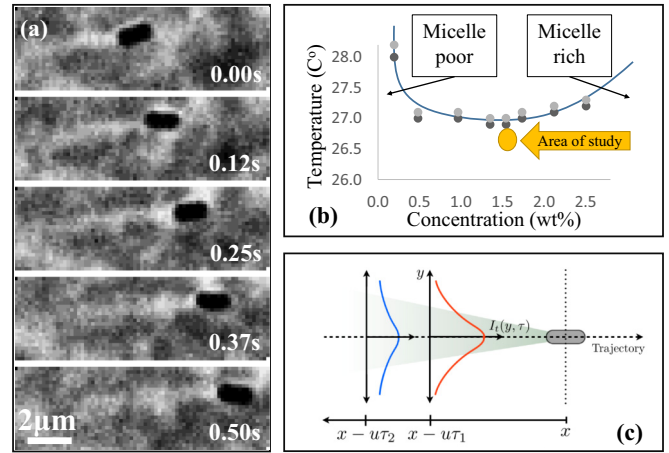 (a)
0.00s
0.12s
0.25s
0.37s
0.50s
2μm
Temperature (C°)
28.0
27.5
27.0
26.5
26.0
0.0 0.5 1.0 1.5 2.0 2.5
Concentration (wt%)
Micelle
poor
Micelle
rich
Area of study
(b)
y
I_t(y, τ)
Trajectory
x − uτ₂
x − uτ₁
x
(c)